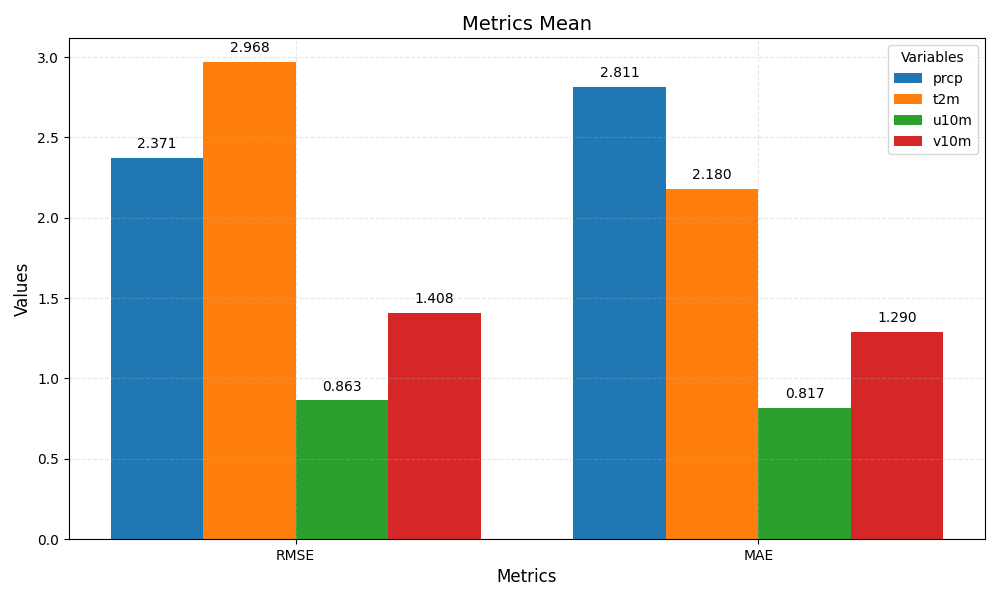 Metrics Mean
Variables
prcp
t2m
u10m
v10m
2.371
2.968
0.863
1.408
2.811
2.180
0.817
1.290
Values
3.0
2.5
2.0
1.5
1.0
0.5
0.0
RMSE
MAE
Metrics